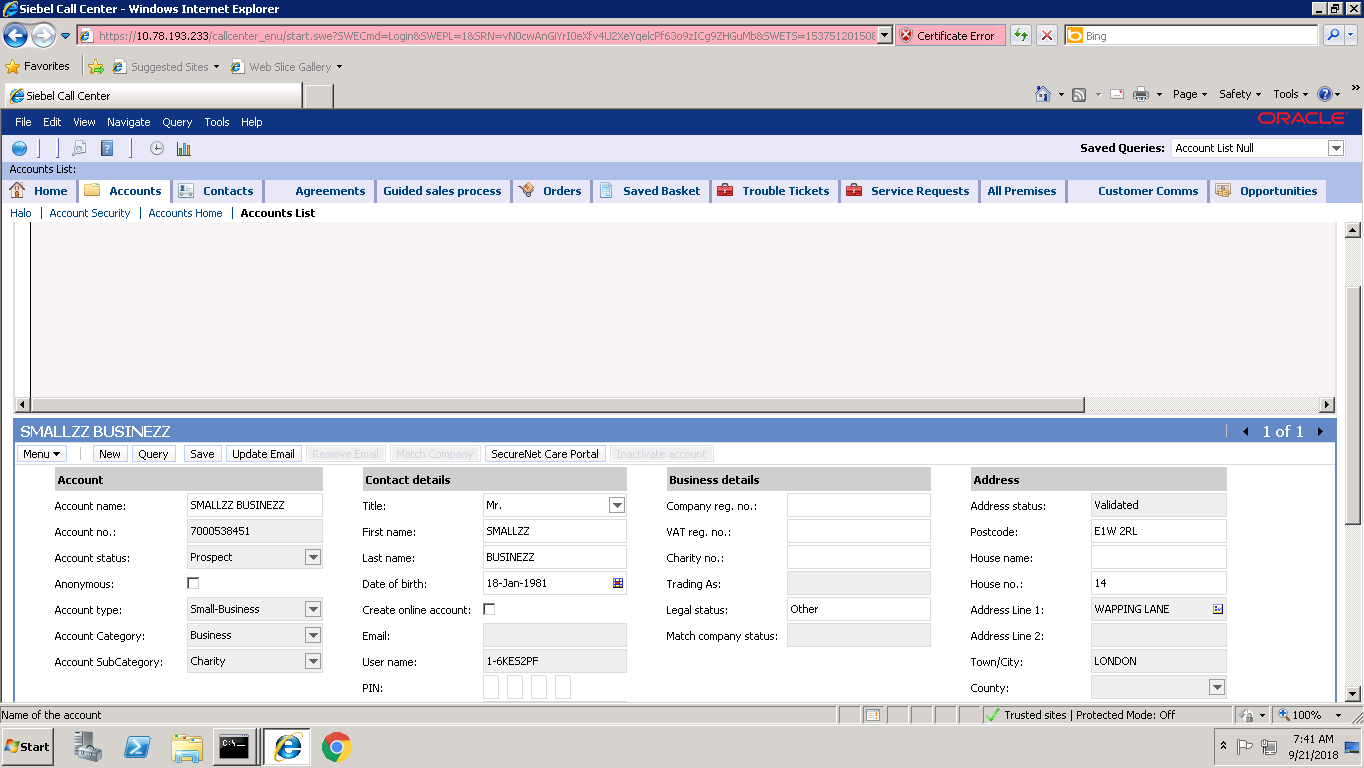 Siebel Call Center - Windows Internet Explorer
https://10.78.193.233/callcenter_enu/start.swe?SWECmd=Login&SWEPL=1&SRN=vN0cwAnGiYrI0eXfv4U2XeYqelcPf63o9zICg9ZHGuMb&SWETS=153751201508 Certificate Error Bing
Favorites Suggested Sites Web Slice Gallery
Siebel Call Center Page Safety Tools
File Edit View Navigate Query Tools Help ORACLE
Saved Queries: Account List Null
Accounts List:
Home Accounts Contacts Agreements Guided sales process Orders Saved Basket Trouble Tickets Service Requests All Premises Customer Comms Opportunities
Halo | Account Security | Accounts Home | Accounts List
SMALLZZ BUSINEZZ 1 of 1
Menu New Query Save Update Email Remove Email Match Company SecureNet Care Portal Inactivate account
Account Contact details Business details Address
Account name: SMALLZZ BUSINEZZ Title: Mr. Company reg. no.: Address status: Validated
Account no.: 7000538451 First name: SMALLZZ VAT reg. no.: Postcode: E1W 2RL
Account status: Prospect Last name: BUSINEZZ Charity no.: House name:
Anonymous: Date of birth: 18-Jan-1981 Trading As: House no.: 14
Account type: Small-Business Create online account: Legal status: Other Address Line 1: WAPPING LANE
Account Category: Business Email: Match company status: Address Line 2:
Account SubCategory: Charity User name: 1-6KES2PF Town/City: LONDON
PIN: County:
Name of the account Trusted sites | Protected Mode: Off 100%
Start C:\. 7:41 AM
9/21/2018